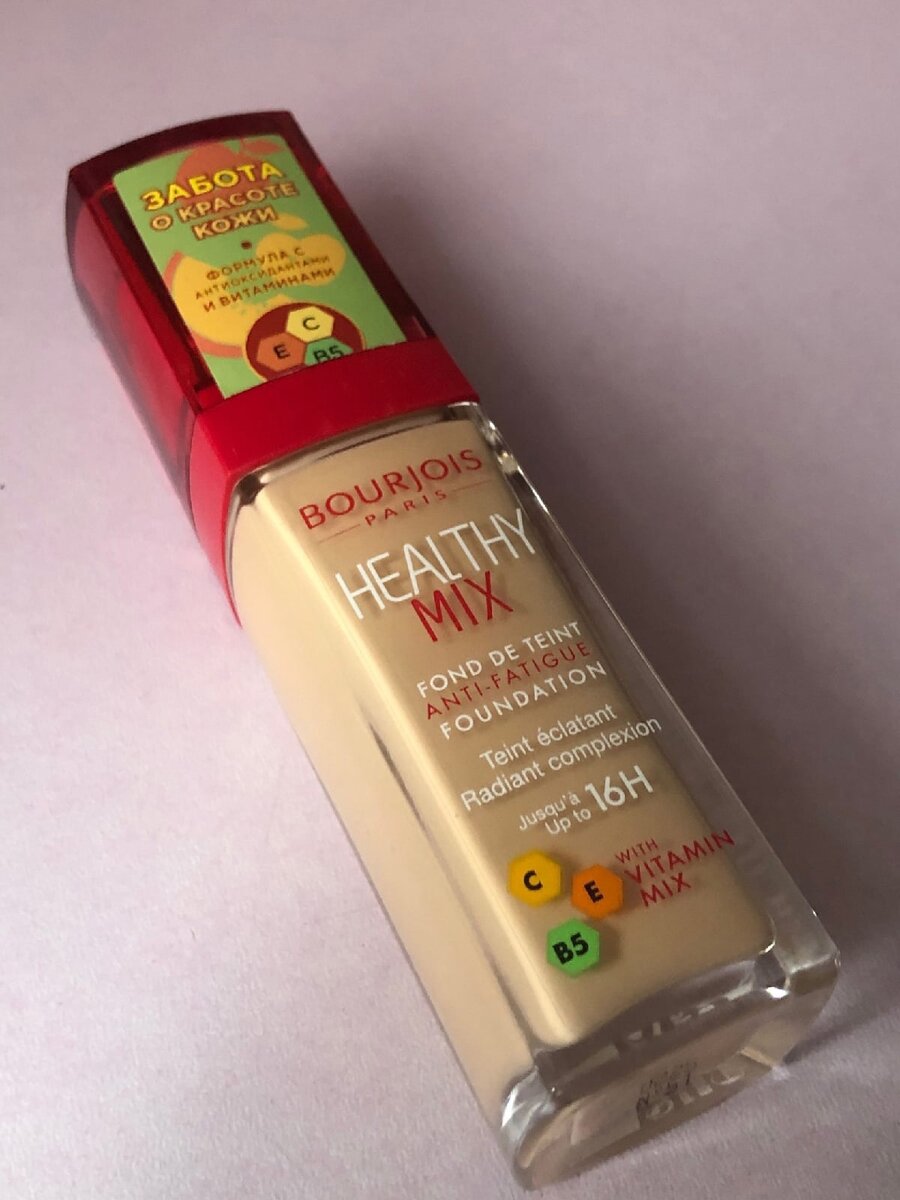 ЗАБОТА
О КРАСОТЕ
КОЖИ
•
ФОРМУЛА С
АНТИОКСИДАНТАМИ
И ВИТАМИНАМИ
C
E
B5
BOURJOIS
PARIS
HEALTHY
MIX
FOND DE TEINT
ANTI-FATIGUE
FOUNDATION
Teint éclatant
Radiant complexion
Jusqu'à
Up to 16H
C
E
B5
WITH
VITAMIN
MIX